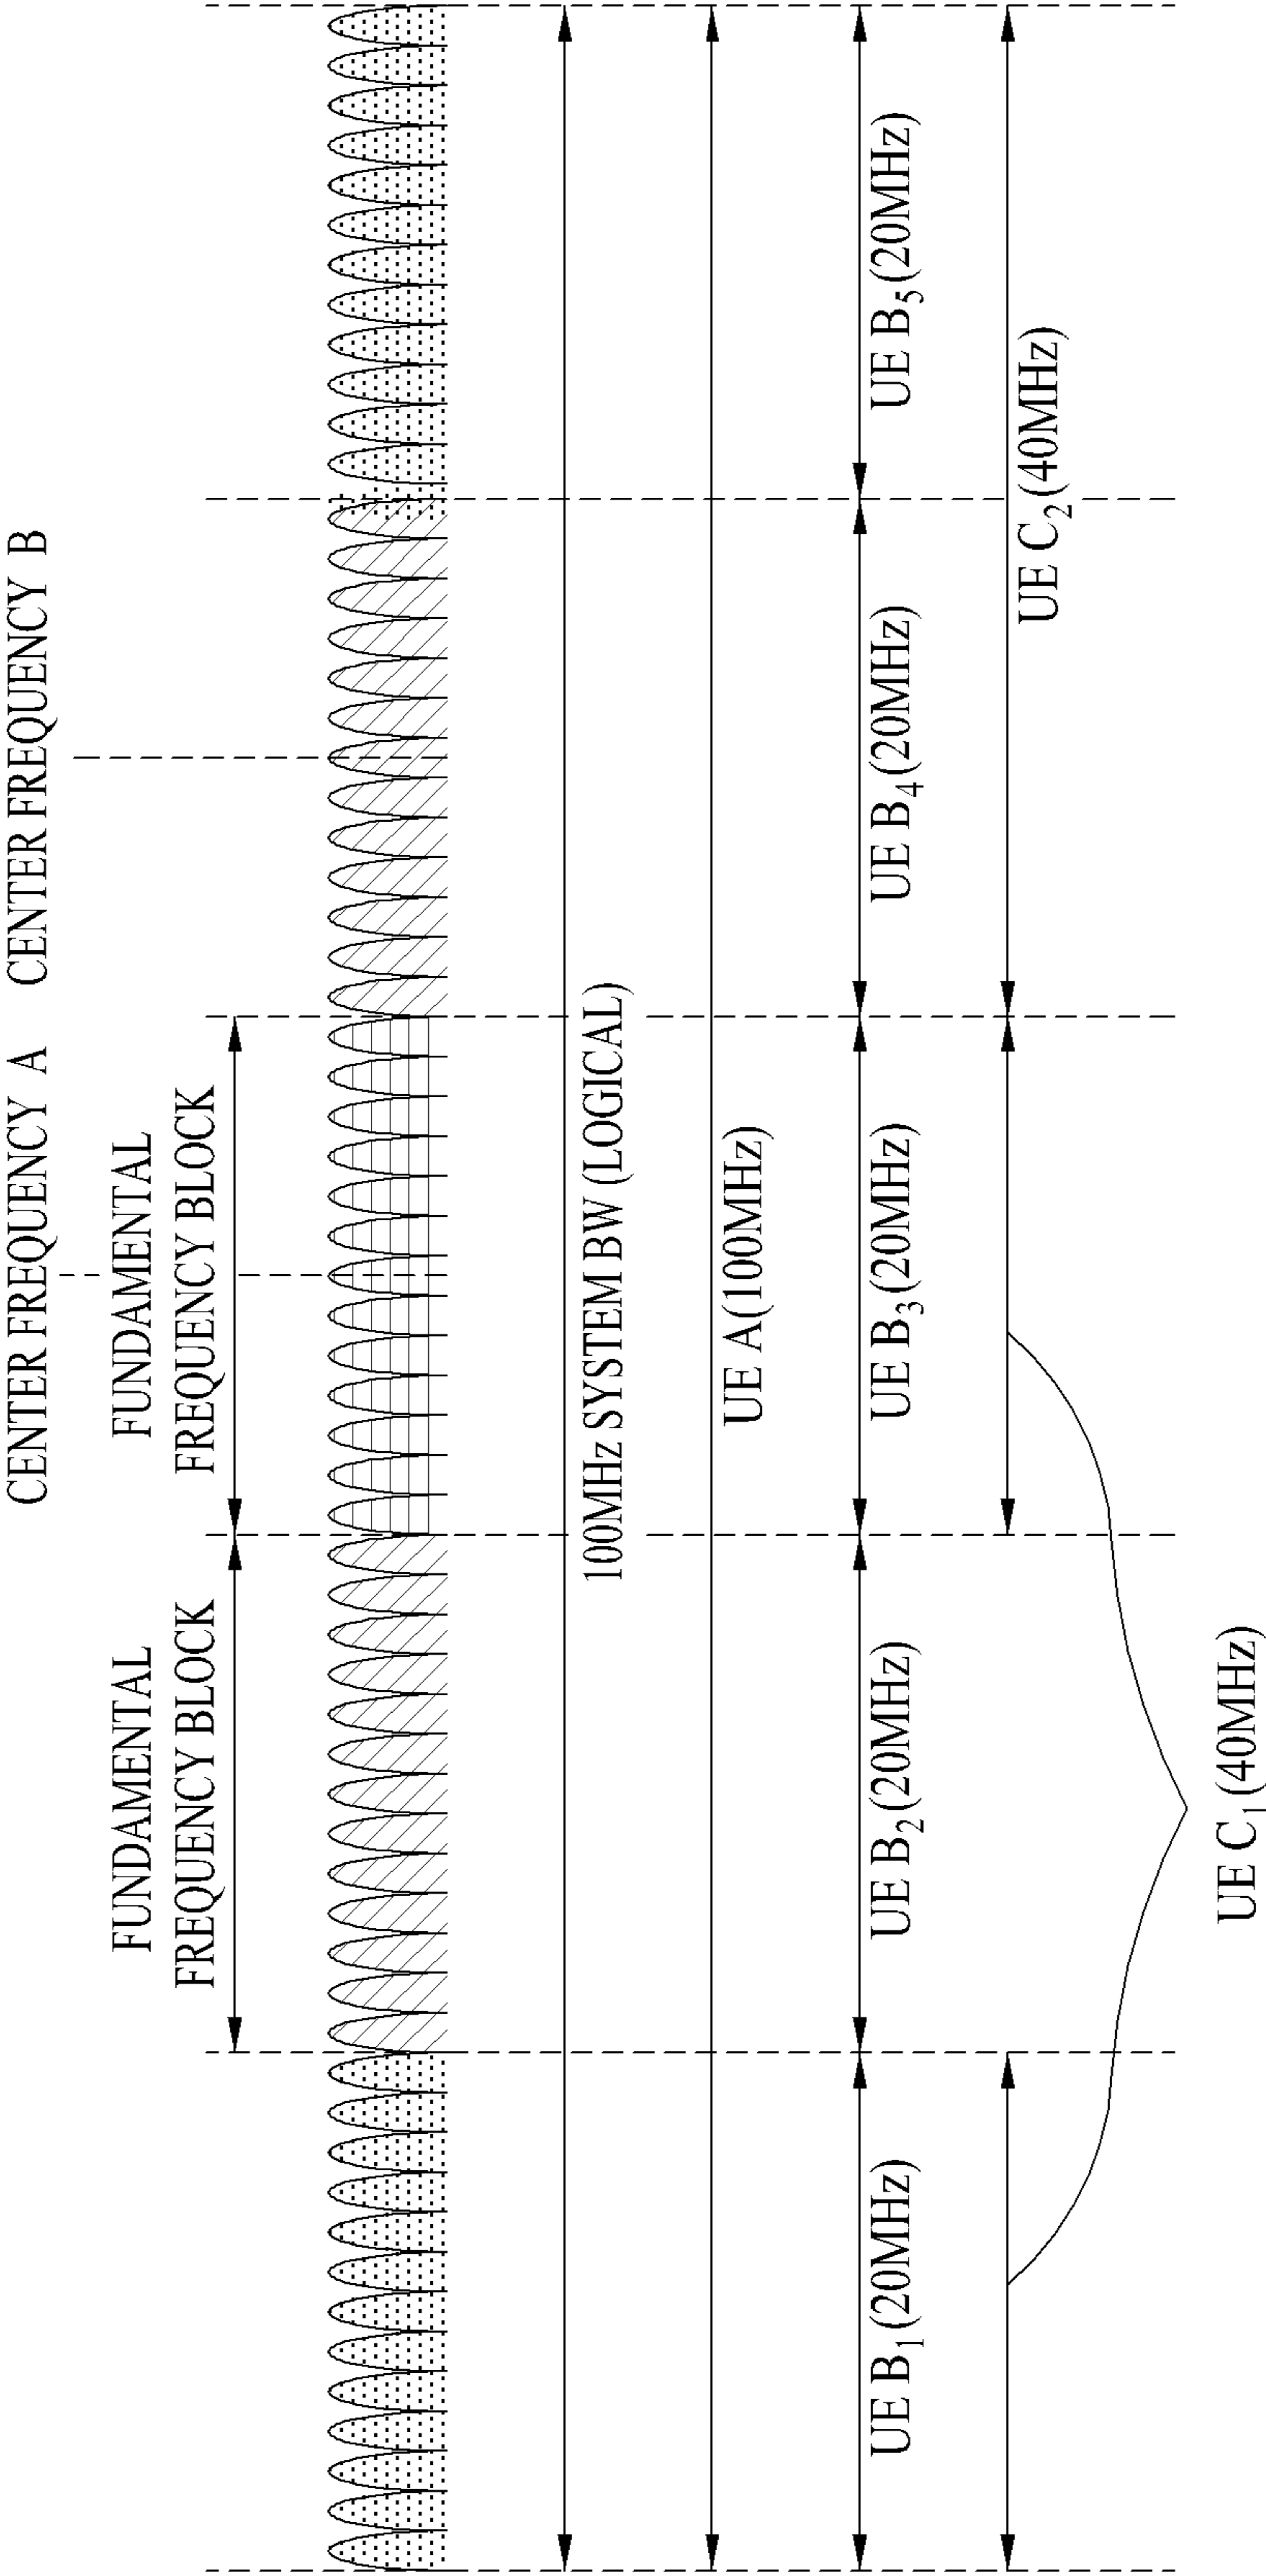 CENTER FREQUENCY A
CENTER FREQUENCY B
FUNDAMENTAL
FREQUENCY BLOCK
FUNDAMENTAL
FREQUENCY BLOCK
100MHz SYSTEM BW (LOGICAL)
UE A(100MHz)
UE B₁ (20MHz)
UE B₂ (20MHz)
UE B₃ (20MHz)
UE B₄ (20MHz)
UE B₅ (20MHz)
UE C₂ (40MHz)
UE C₁ (40MHz)